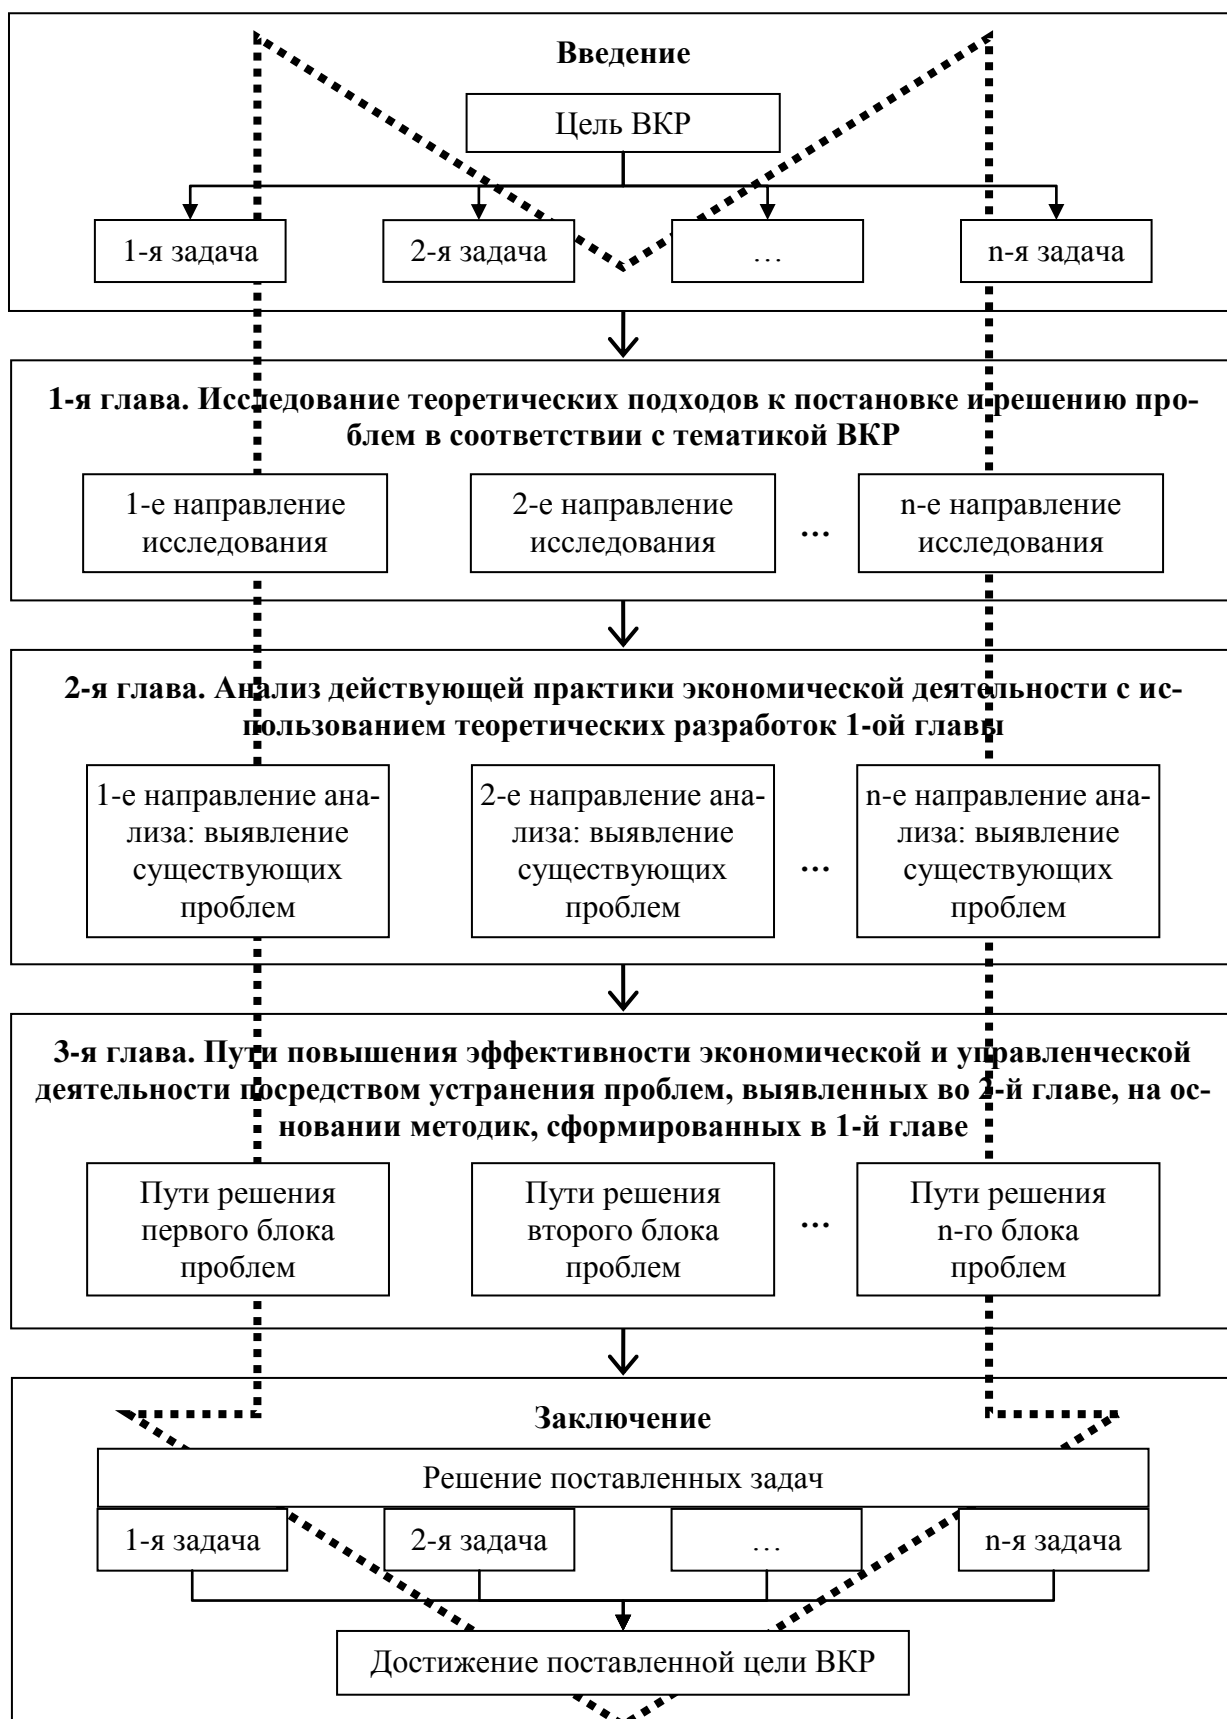 Введение
Цель ВКР
1-я задача
2-я задача
…
n-я задача
1-я глава. Исследование теоретических подходов к постановке и решению про-
блем в соответствии с тематикой ВКР
1-е направление
исследования
2-е направление
исследования
...
n-е направление
исследования
2-я глава. Анализ действующей практики экономической деятельности с ис-
пользованием теоретических разработок 1-ой главы
1-е направление ана-
лиза: выявление
существующих
проблем
2-е направление ана-
лиза: выявление
существующих
проблем
...
n-е направление ана-
лиза: выявление
существующих
проблем
3-я глава. Пути повышения эффективности экономической и управленческой
деятельности посредством устранения проблем, выявленных во 2-й главе, на ос-
новании методик, сформированных в 1-й главе
Пути решения
первого блока
проблем
Пути решения
второго блока
проблем
...
Пути решения
n-го блока
проблем
Заключение
Решение поставленных задач
1-я задача
2-я задача
…
n-я задача
Достижение поставленной цели ВКР